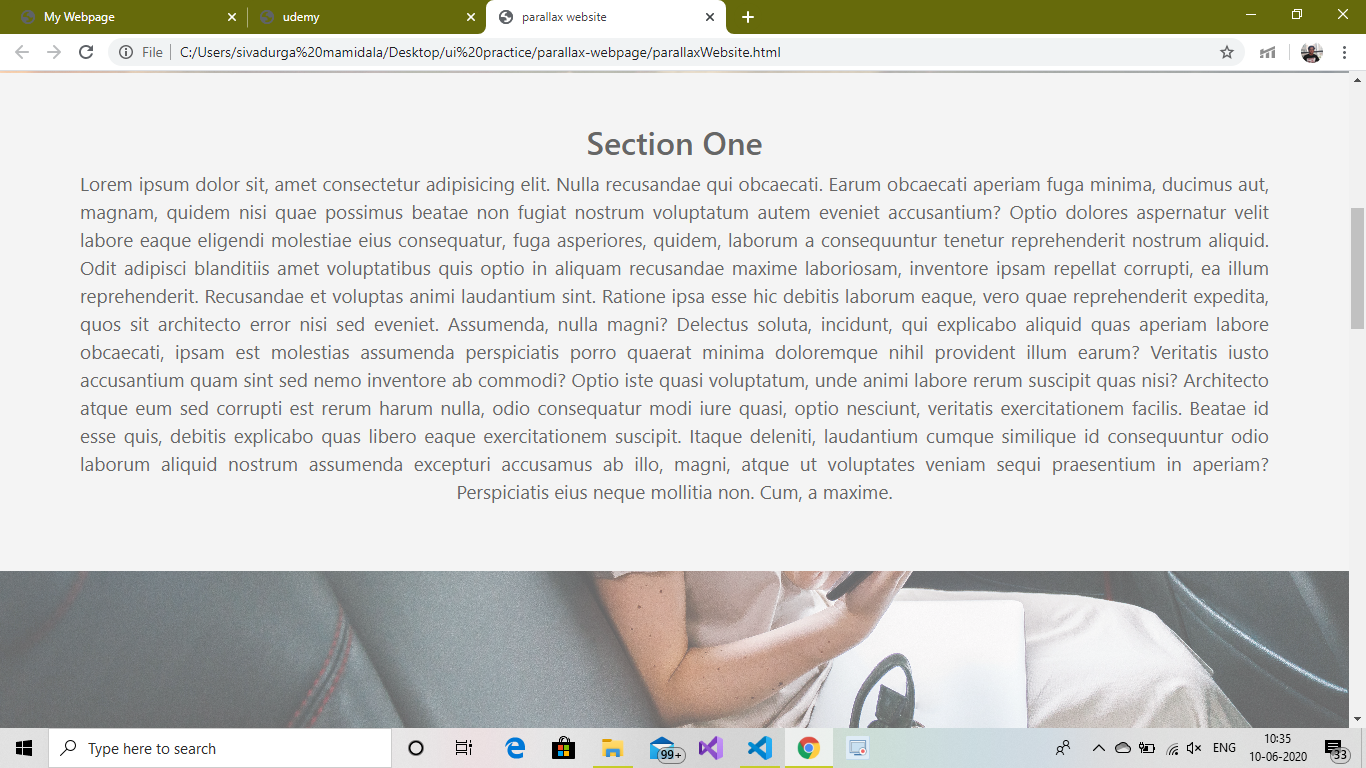 My Webpage
udemy
parallax website
File
C:/Users/sivadurga%20mamidala/Desktop/ui%20practice/parallax-webpage/parallaxWebsite.html
Section One
Lorem ipsum dolor sit, amet consectetur adipisicing elit. Nulla recusandae qui obcaecati. Earum obcaecati aperiam fuga minima, ducimus aut,
magnam, quidem nisi quae possimus beatae non fugiat nostrum voluptatum autem eveniet accusantium? Optio dolores aspernatur velit
labore eaque eligendi molestiae eius consequatur, fuga asperiores, quidem, laborum a consequuntur tenetur reprehenderit nostrum aliquid.
Odit adipisci blanditiis amet voluptatibus quis optio in aliquam recusandae maxime laboriosam, inventore ipsam repellat corrupti, ea illum
reprehenderit. Recusandae et voluptas animi laudantium sint. Ratione ipsa esse hic debitis laborum eaque, vero quae reprehenderit expedita,
quos sit architecto error nisi sed eveniet. Assumenda, nulla magni? Delectus soluta, incidunt, qui explicabo aliquid quas aperiam labore
obcaecati, ipsam est molestias assumenda perspiciatis porro quaerat minima doloremque nihil provident illum earum? Veritatis iusto
accusantium quam sint sed nemo inventore ab commodi? Optio iste quasi voluptatum, unde animi labore rerum suscipit quas nisi? Architecto
atque eum sed corrupti est rerum harum nulla, odio consequatur modi iure quasi, optio nesciunt, veritatis exercitationem facilis. Beatae id
esse quis, debitis explicabo quas libero eaque exercitationem suscipit. Itaque deleniti, laudantium cumque similique id consequuntur odio
laborum aliquid nostrum assumenda excepturi accusamus ab illo, magni, atque ut voluptates veniam sequi praesentium in aperiam?
Perspiciatis eius neque mollitia non. Cum, a maxime.
Type here to search
99+
ENG
10:35
10-06-2020
33